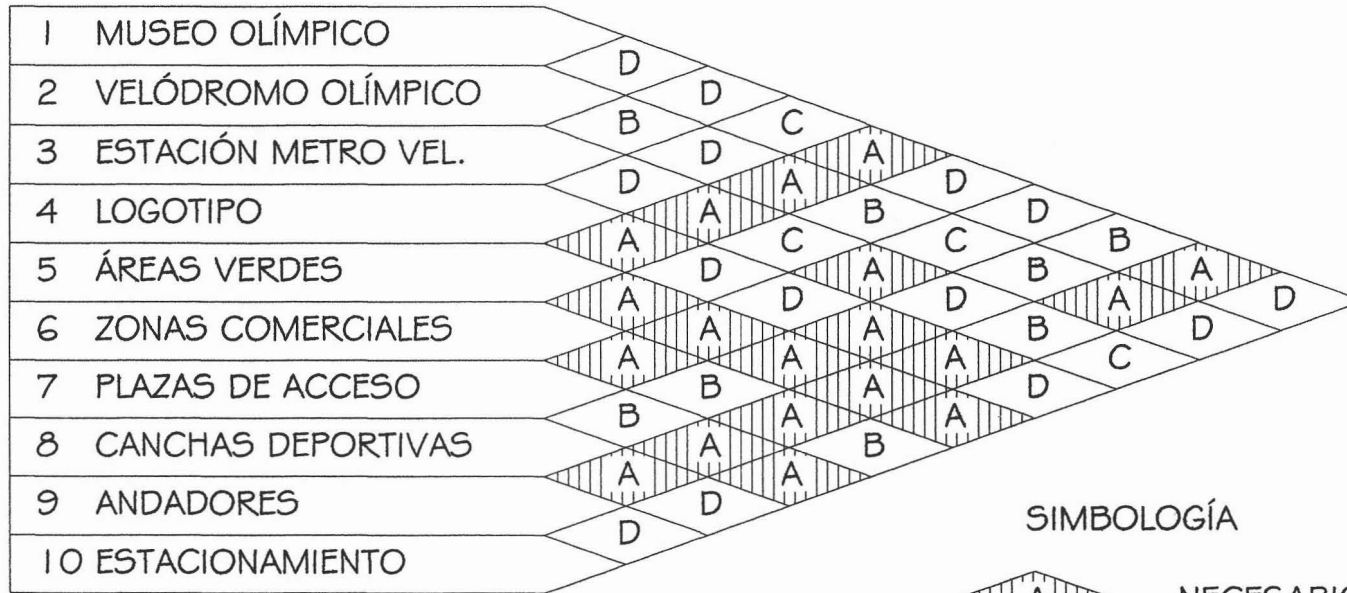 1 MUSEO OLÍMPICO
D
2 VELÓDROMO OLÍMPICO D
B C
3 ESTACIÓN METRO VEL. D A
D A D
4 LOGOTIPO A B D
A C C B
5 ÁREAS VERDES D A B A
A D D A D
6 ZONAS COMERCIALES A A B D
A A A C
7 PLAZAS DE ACCESO B A D
B A A
8 CANCHAS DEPORTIVAS A B
A A
9 ANDADORES D
SIMBOLOGÍA
D
10 ESTACIONAMIENTO